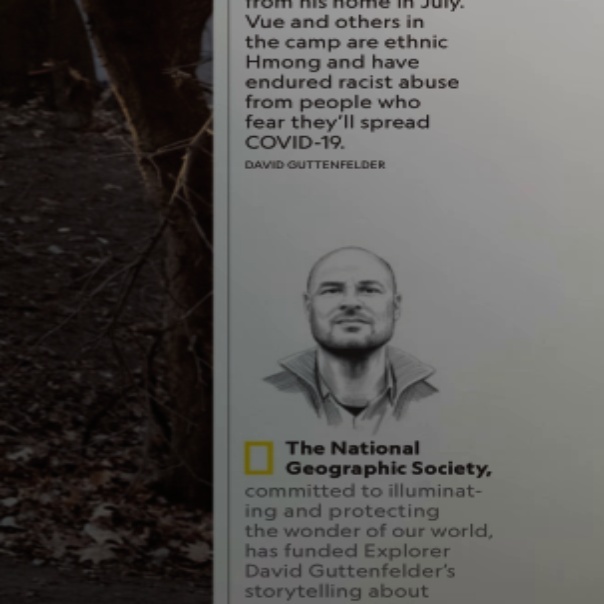 from his home in July.
Vue and others in
the camp are ethnic
Hmong and have
endured racist abuse
from people who
fear they'll spread
COVID-19.
DAVID GUTTENFELDER
The National
Geographic Society,
committed to illuminat-
ing and protecting
the wonder of our world,
has funded Explorer
David Guttenfelder's
storytelling about